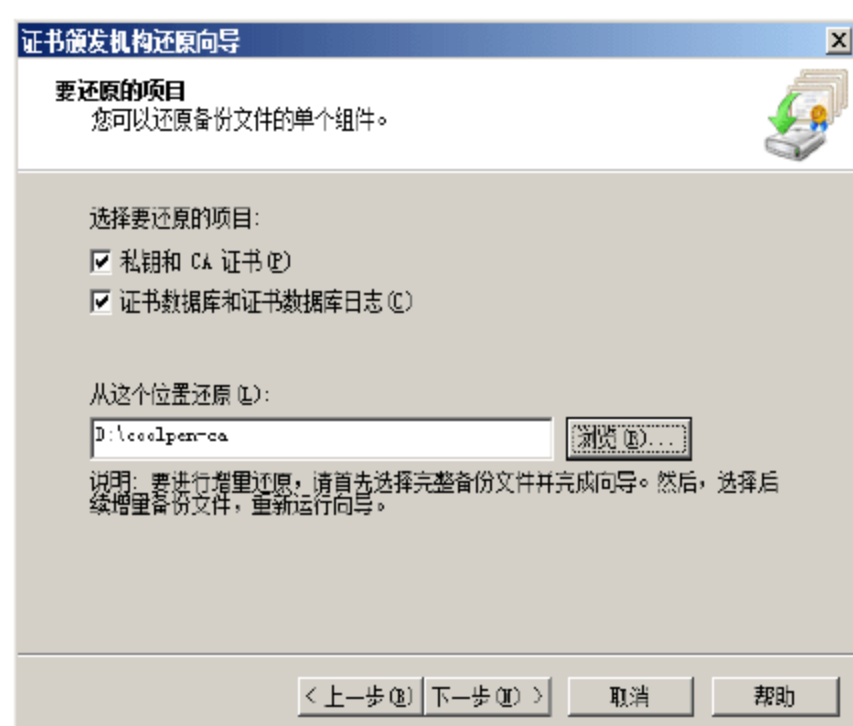 证书颁发机构还原向导
要还原的项目
您可以还原备份文件的单个组件。
选择要还原的项目:
私钥和 CA 证书(P)
证书数据库和证书数据库日志(C)
从这个位置还原(L):
D:\coolpen-ca
浏览(R)...
说明: 要进行增量还原，请首先选择完整备份文件并完成向导。然后，选择后
续增量备份文件，重新运行向导。
< 上一步(B)
下一步(N) >
取消
帮助